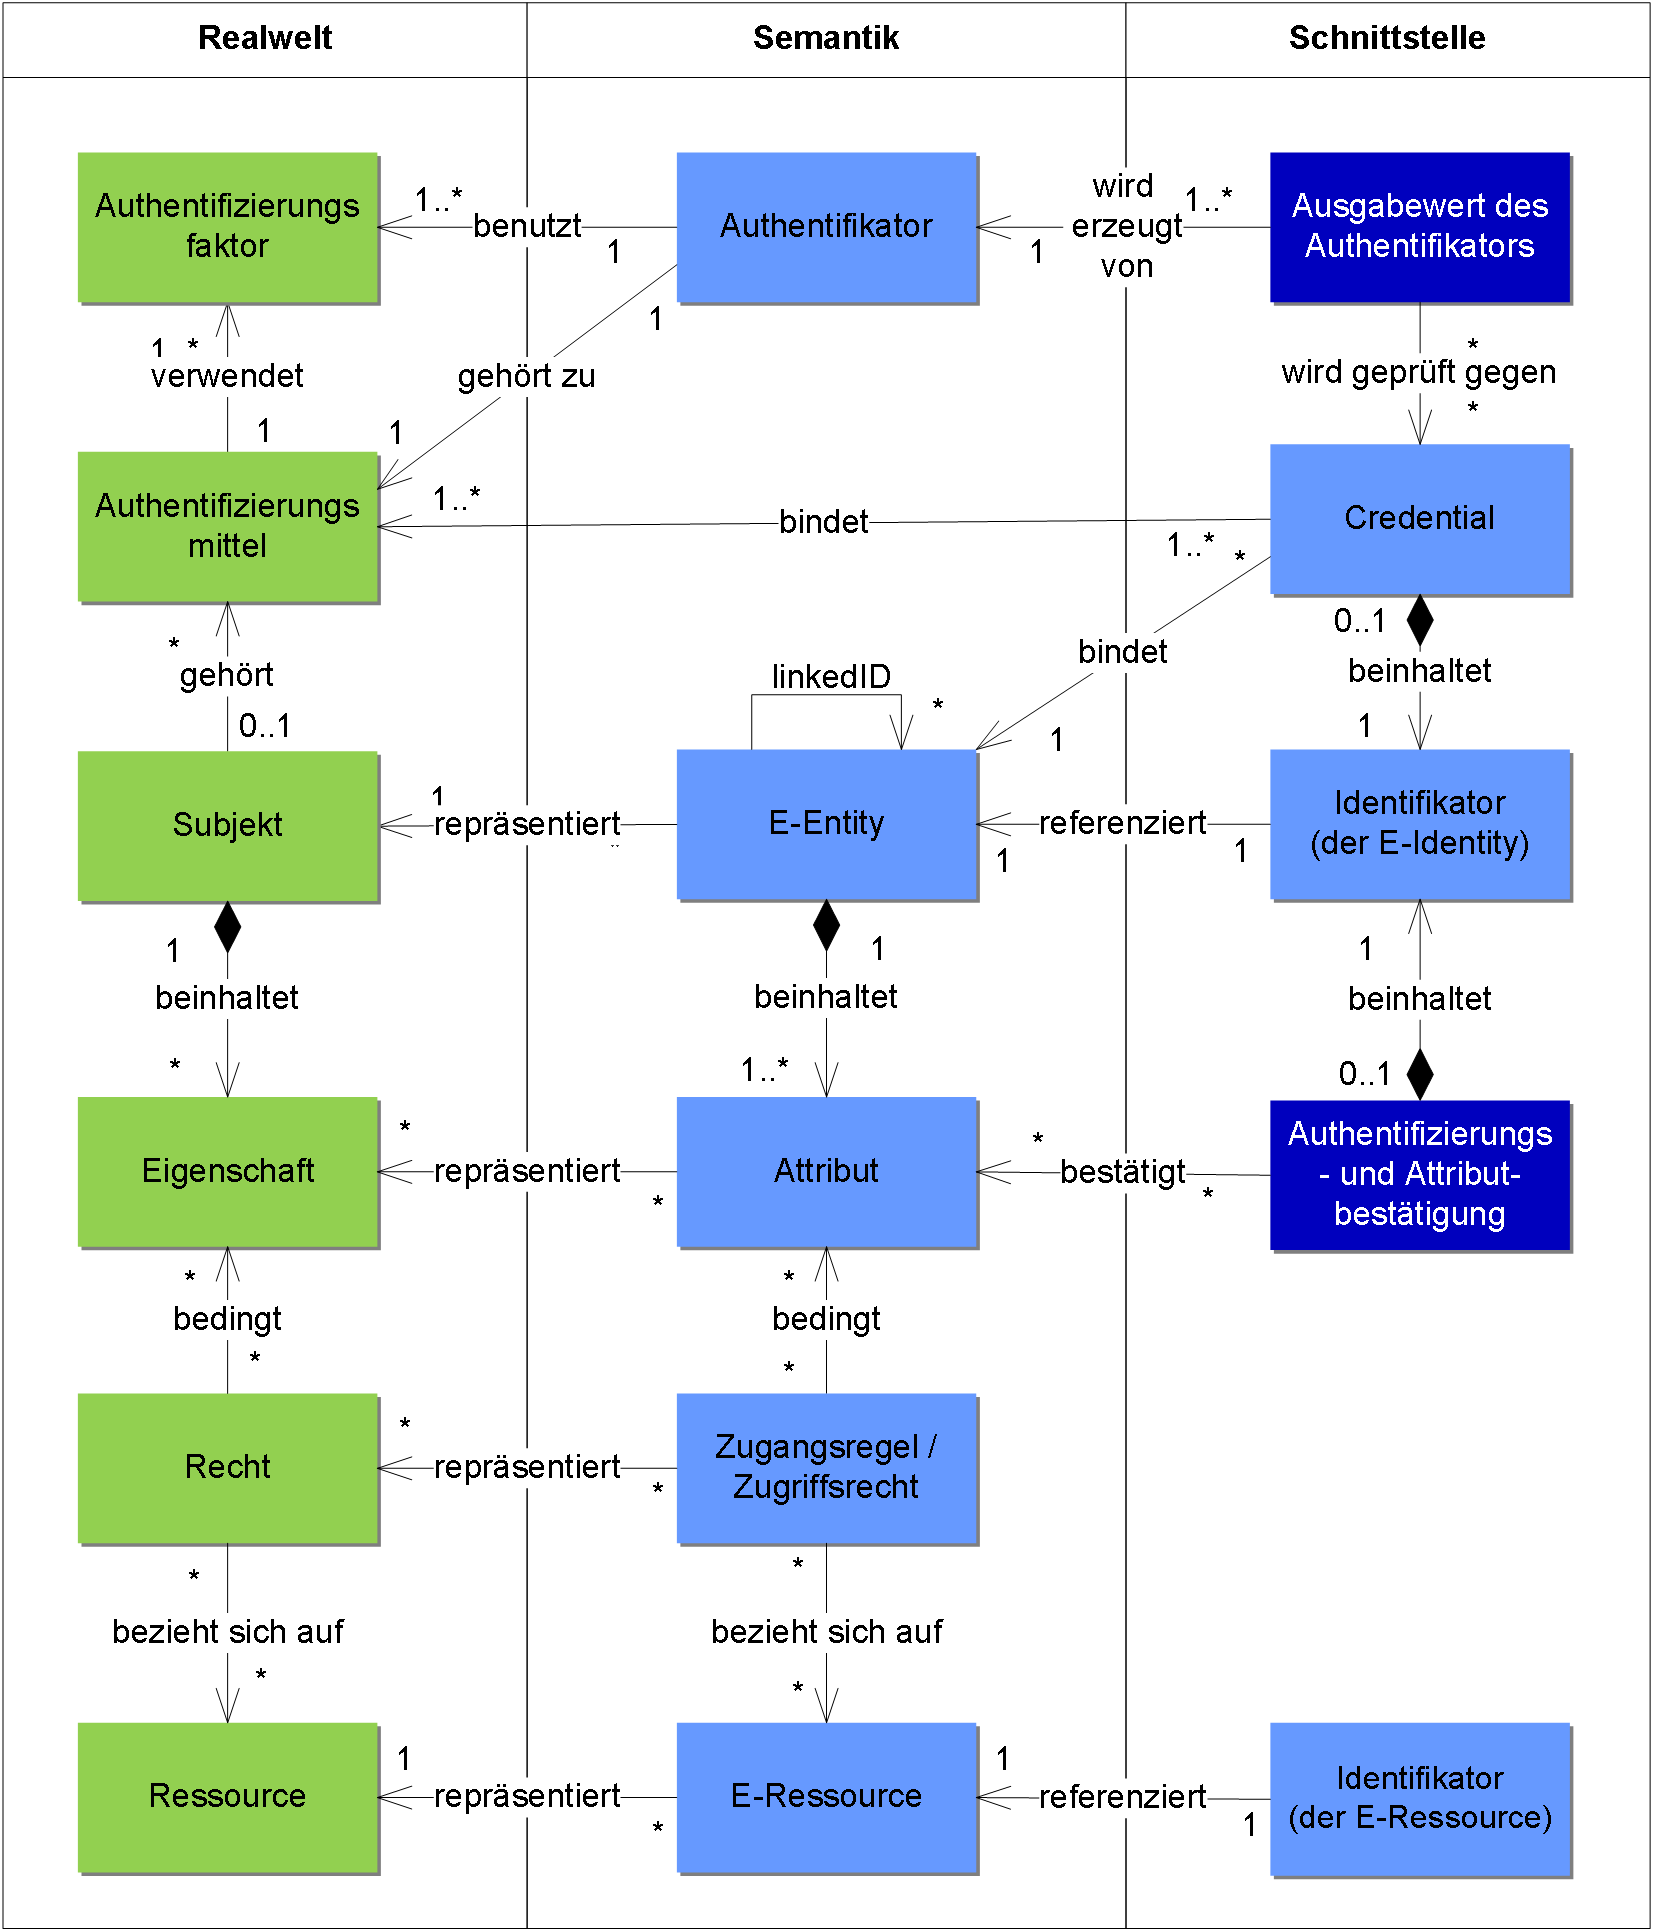 Realwelt
Semantik
Schnittstelle
Authentifizierungs
faktor
1..*
benutzt
1
Authentifikator
wird
erzeugt
von
1..*
1
Ausgabewert des
Authentifikators
1 *
verwendet
1
gehört zu
1
1
*
wird geprüft gegen
*
Authentifizierungs
mittel
1..*
bindet
1..*
Credential
*
bindet
1
*
gehört
0..1
linkedID
*
0..1
beinhaltet
1
Subjekt
1
repräsentiert
E-Entity
referenziert
1
1
Identifikator
(der E-Identity)
1
beinhaltet
*
1
beinhaltet
1..*
1
beinhaltet
0..1
Eigenschaft
*
repräsentiert
*
Attribut
*
bestätigt
*
Authentifizierungs
- und Attribut-
bestätigung
*
bedingt
*
*
bedingt
*
Recht
*
repräsentiert
*
Zugangsregel /
Zugriffsrecht
*
bezieht sich auf
*
*
bezieht sich auf
*
Ressource
1
repräsentiert
*
E-Ressource
1
referenziert
1
Identifikator
(der E-Ressource)